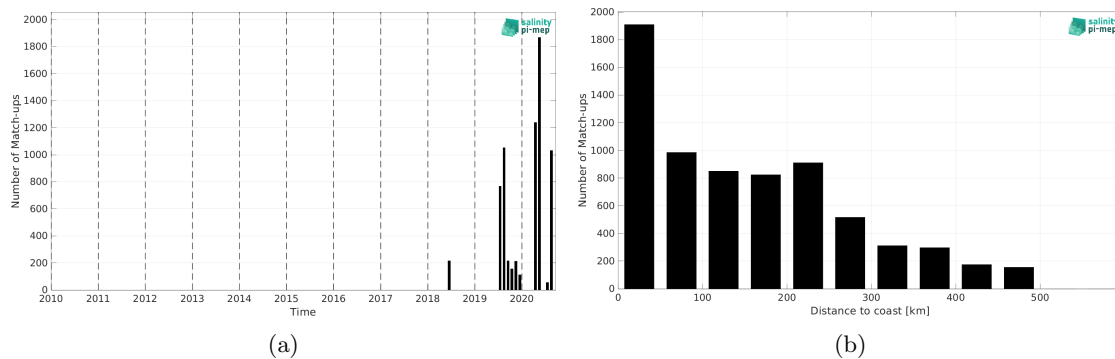 salinity
pi-mep
2000
1800
1600
1400
1200
1000
800
600
400
200
0
Number of Match-ups
2010 2011 2012 2013 2014 2015 2016 2017 2018 2019 2020
Time
(a)
salinity
pi-mep
2000
1800
1600
1400
1200
1000
800
600
400
200
0
Number of Match-ups
0 100 200 300 400 500
Distance to coast [km]
(b)